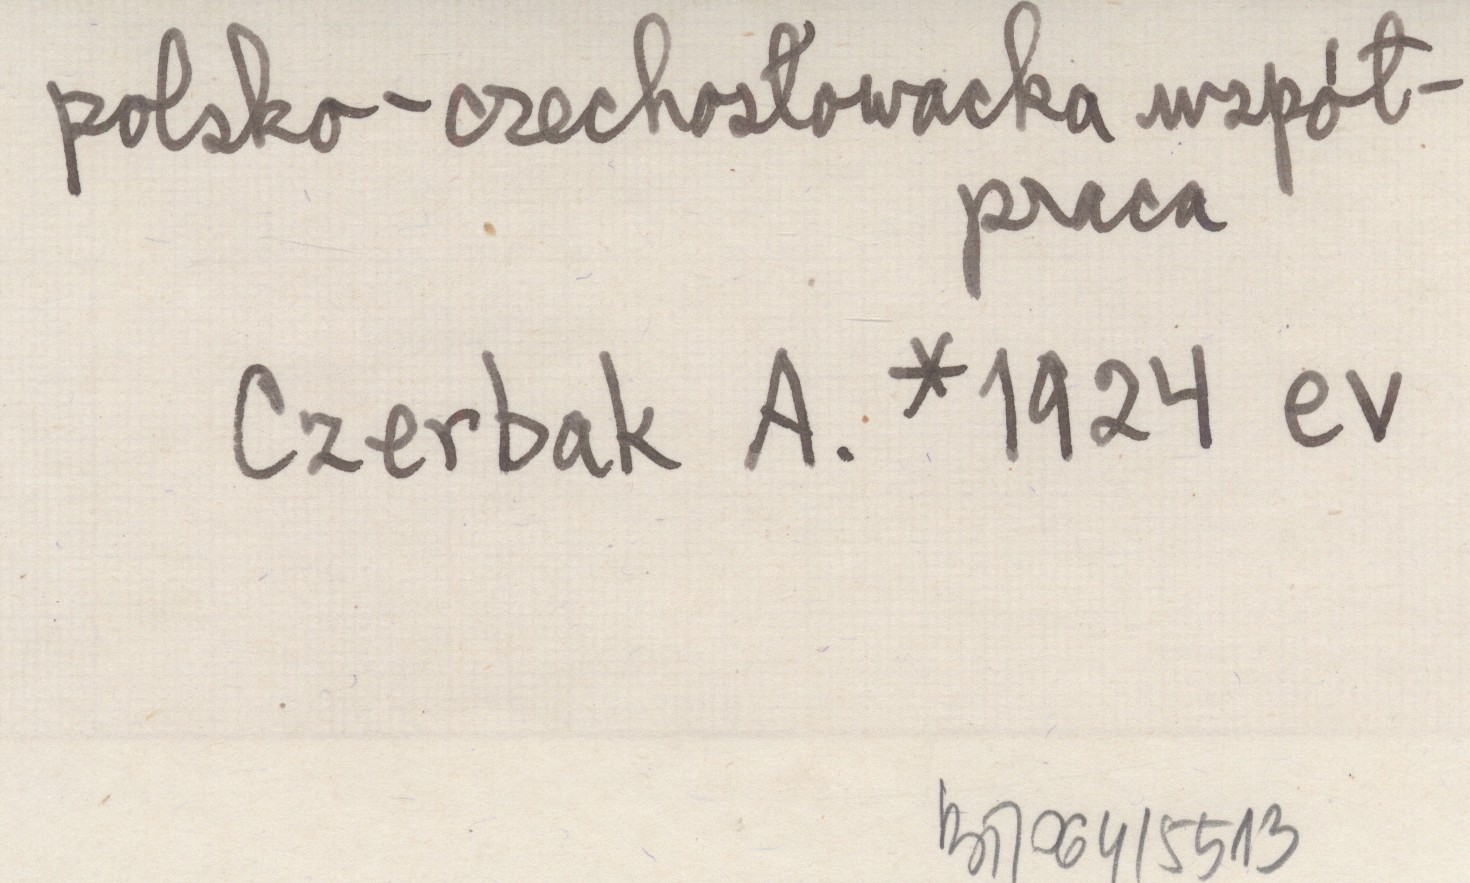 polsko-czechosłowacka współ-
praca
Czerbak A. *1924 ev